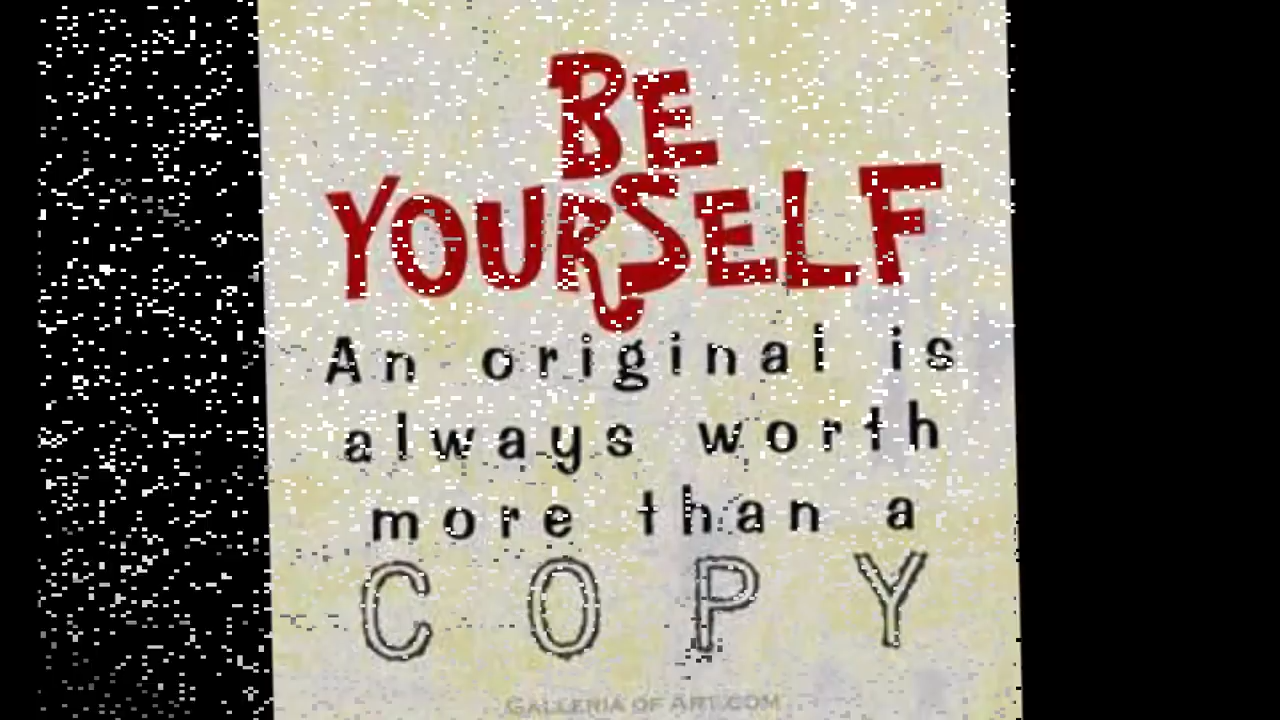 BE
YOURSELF
An original is
always worth
more than a
COPY
GALLERIA OF ART.COM